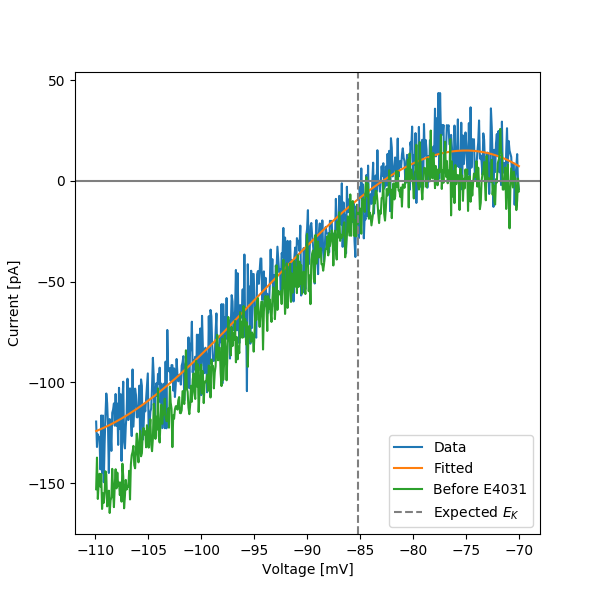 50
0
−50
−100
−150
−110
−105
−100
−95
−90
−85
−80
−75
−70
Current [pA]
Voltage [mV]
Data
Fitted
Before E4031
Expected E_K